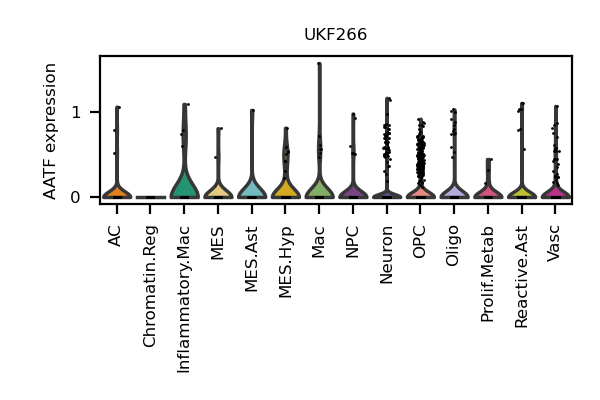 UKF266
AATF expression
1
0
AC
Chromatin.Reg
Inflammatory.Mac
MES
MES.Ast
MES.Hyp
Mac
NPC
Neuron
OPC
Oligo
Prolif.Metab
Reactive.Ast
Vasc